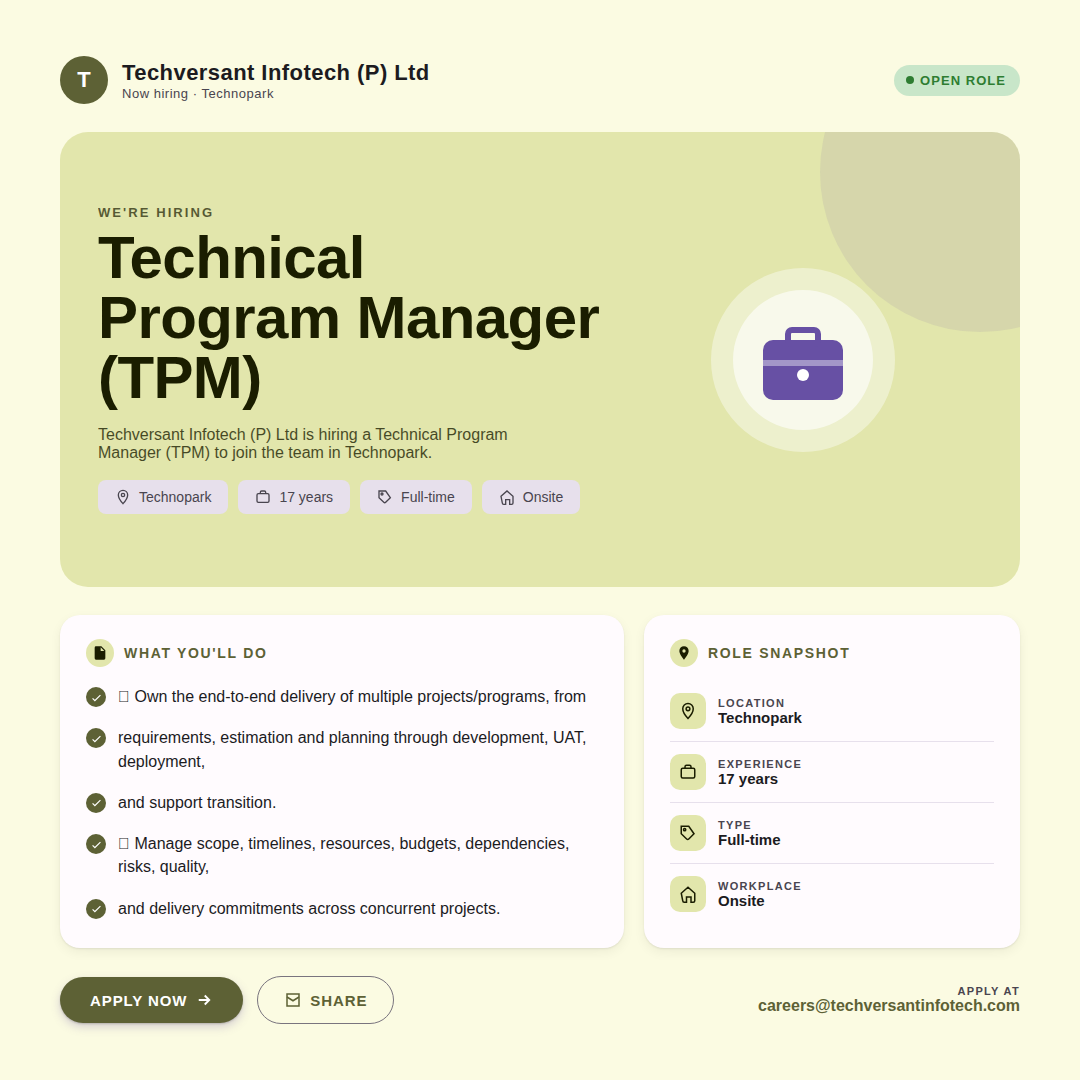 T
Techversant Infotech (P) Ltd
Now hiring · Technopark
OPEN ROLE
WE'RE HIRING
Technical
Program Manager
(TPM)
Techversant Infotech (P) Ltd is hiring a Technical Program
Manager (TPM) to join the team in Technopark.
Technopark
17 years
Full-time
Onsite
WHAT YOU'LL DO
Own the end-to-end delivery of multiple projects/programs, from
requirements, estimation and planning through development, UAT,
deployment,
and support transition.
Manage scope, timelines, resources, budgets, dependencies,
risks, quality,
and delivery commitments across concurrent projects.
ROLE SNAPSHOT
LOCATION
Technopark
EXPERIENCE
17 years
TYPE
Full-time
WORKPLACE
Onsite
APPLY NOW
SHARE
APPLY AT
careers@techversantinfotech.com